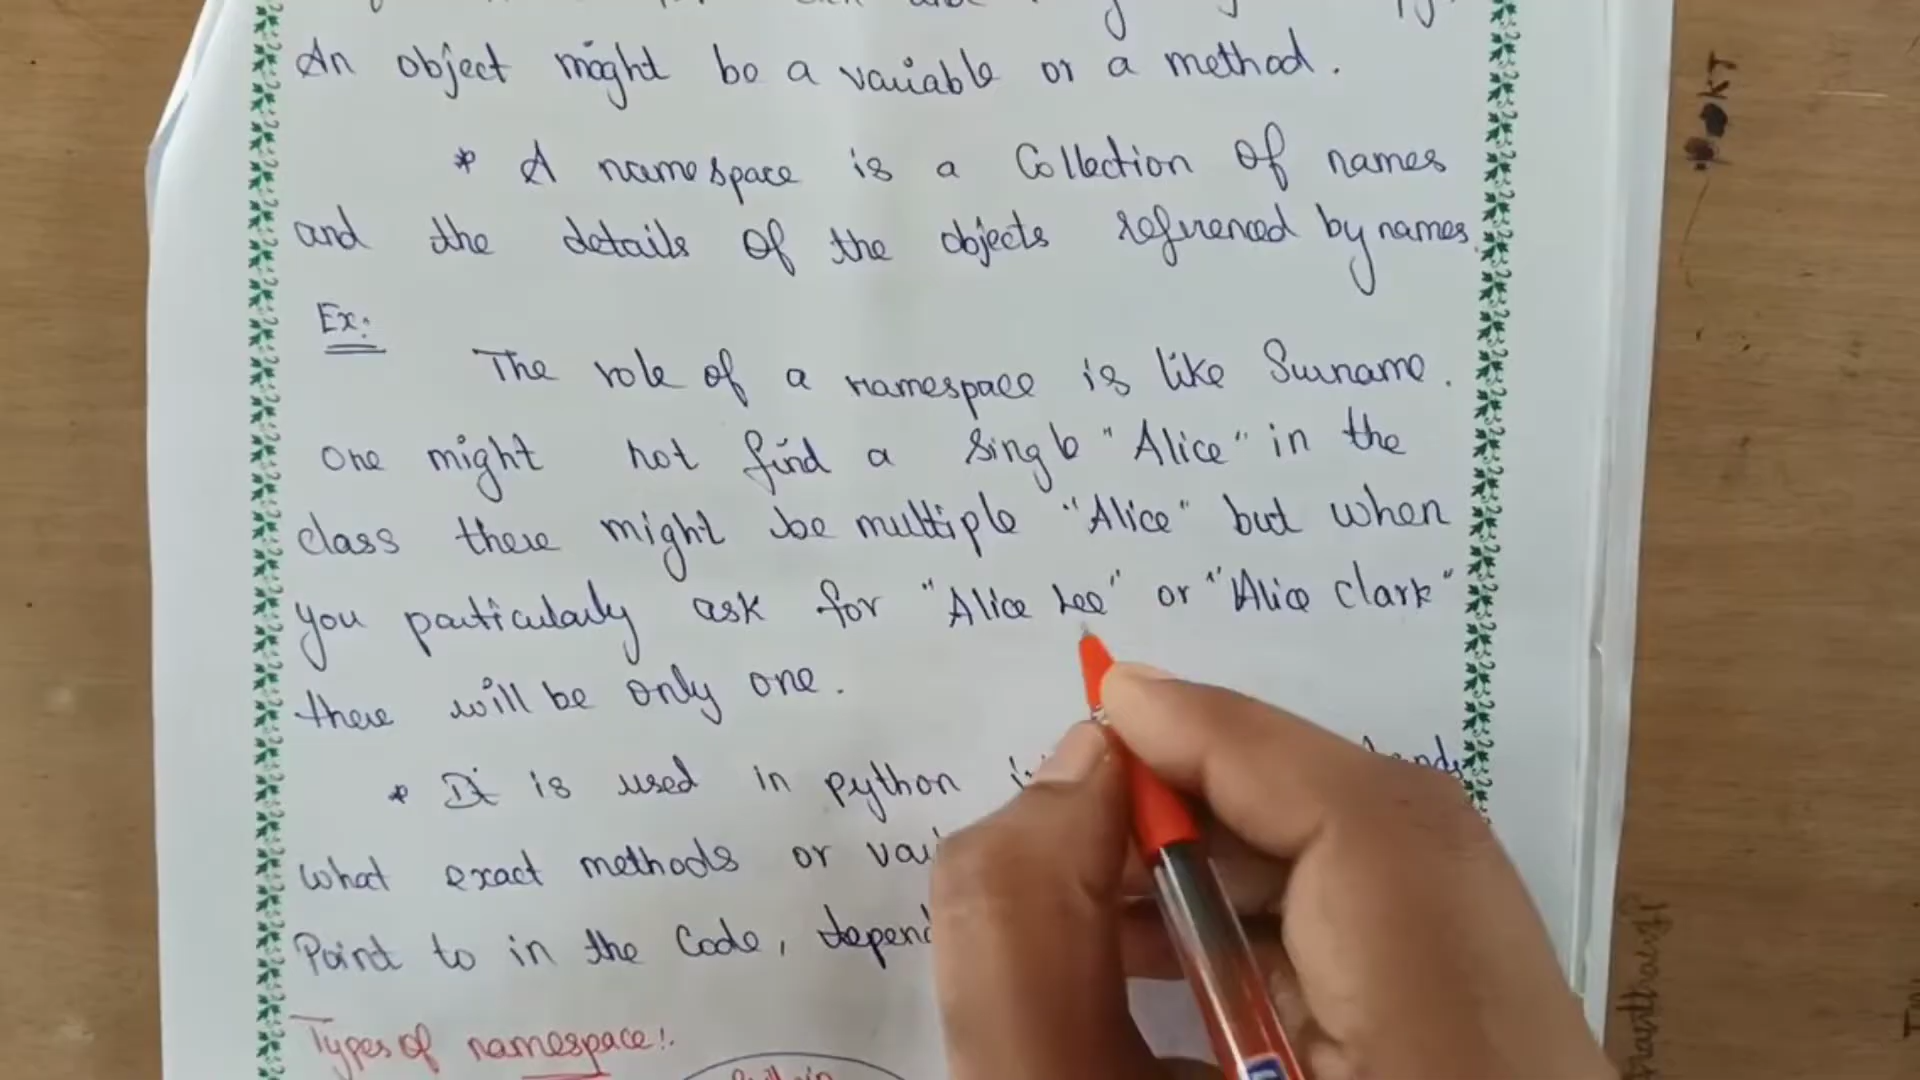 An object might be a variable or a method.
* A namespace is a Collection of names
and the details of the objects referenced by names
Ex:
The role of a namespace is like Surname.
One might not find a Single "Alice" in the
class there might be multiple "Alice" but when
you particularly ask for "Alice Lee" or "Alice Clark"
there will be only one.
* It is used in python
what exact methods or
Point to in the Code,
Types of namespace:
Built-in